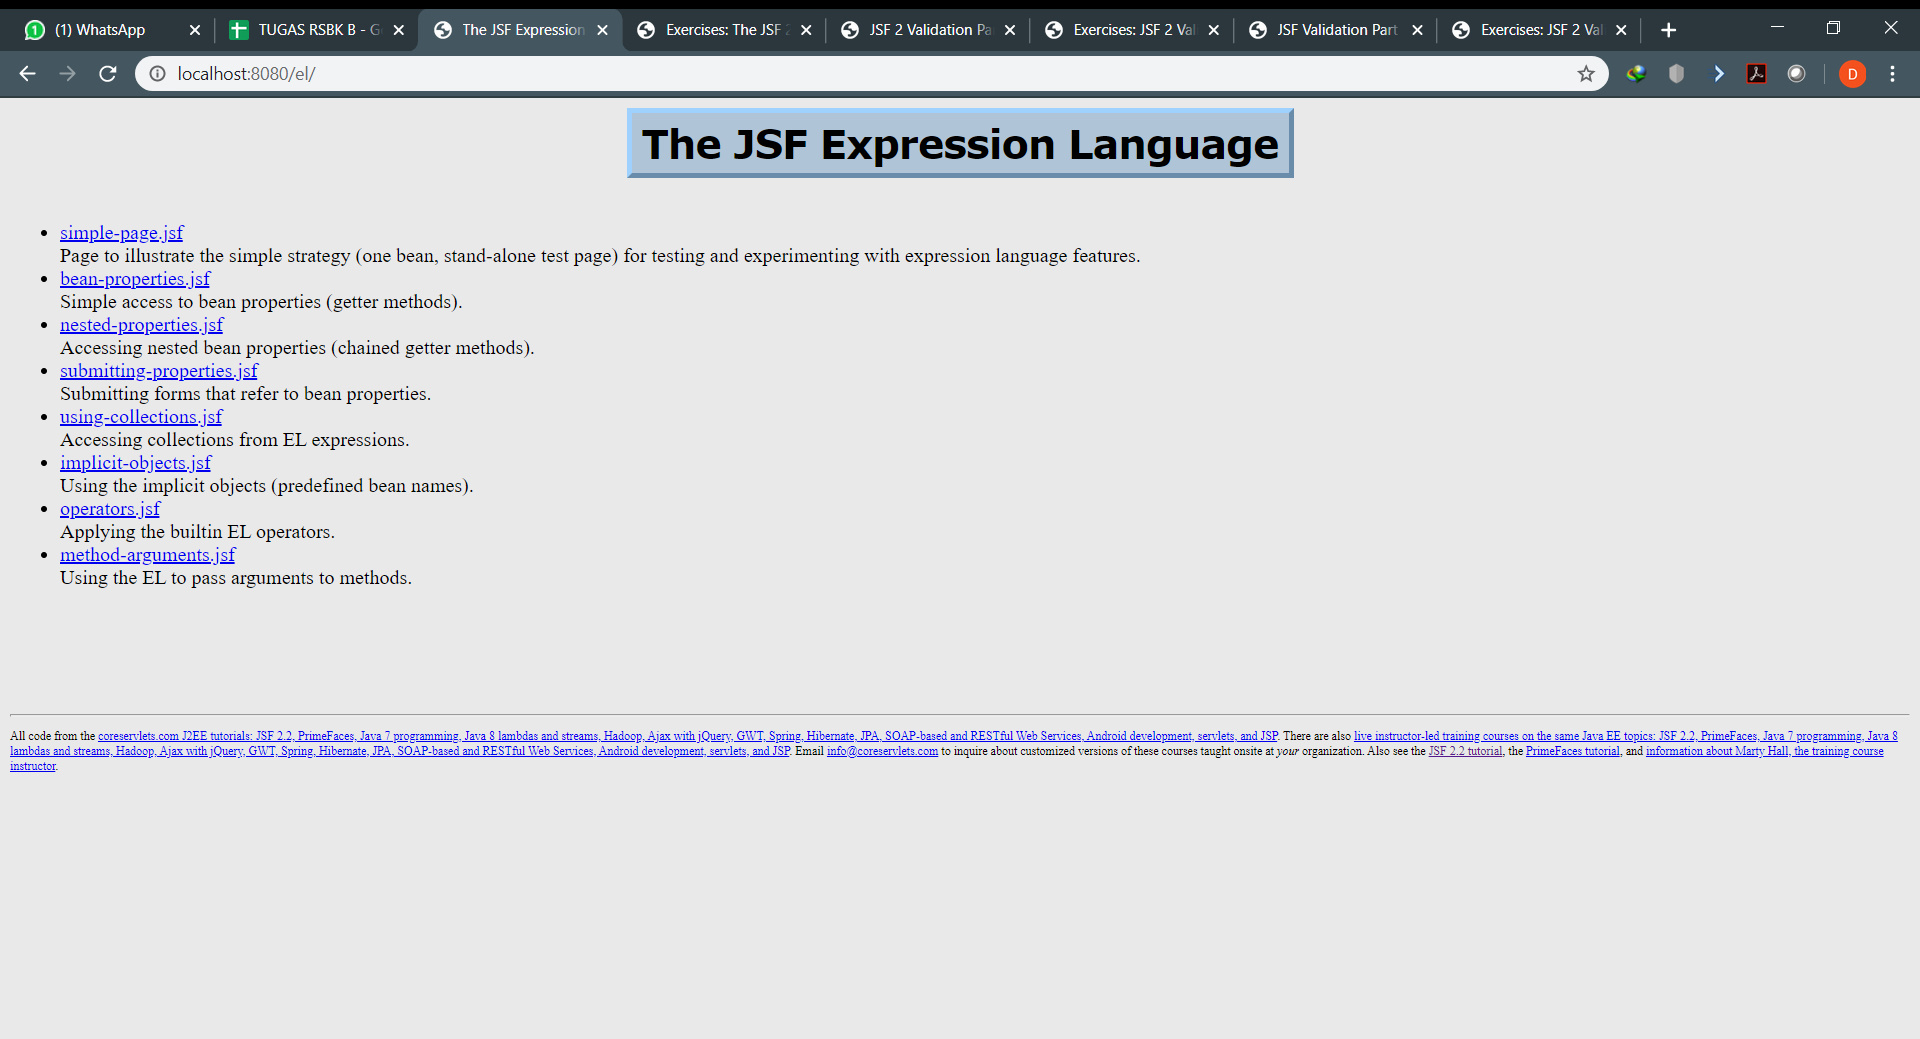 (1) WhatsApp
TUGAS RSBK B - G
The JSF Expression
Exercises: The JSF 2
JSF 2 Validation Pa
Exercises: JSF 2 Val
JSF Validation Part
Exercises: JSF 2 Val
localhost:8080/el/
D
The JSF Expression Language
simple-page.jsf
Page to illustrate the simple strategy (one bean, stand-alone test page) for testing and experimenting with expression language features.
bean-properties.jsf
Simple access to bean properties (getter methods).
nested-properties.jsf
Accessing nested bean properties (chained getter methods).
submitting-properties.jsf
Submitting forms that refer to bean properties.
using-collections.jsf
Accessing collections from EL expressions.
implicit-objects.jsf
Using the implicit objects (predefined bean names).
operators.jsf
Applying the builtin EL operators.
method-arguments.jsf
Using the EL to pass arguments to methods.
All code from the coreservlets.com J2EE tutorials: JSF 2.2, PrimeFaces, Java 7 programming, Java 8 lambdas and streams, Hadoop, Ajax with jQuery, GWT, Spring, Hibernate, JPA, SOAP-based and RESTful Web Services, Android development, servlets, and JSP. There are also live instructor-led training courses on the same Java EE topics: JSF 2.2, PrimeFaces, Java 7 programming, Java 8
lambdas and streams, Hadoop, Ajax with jQuery, GWT, Spring, Hibernate, JPA, SOAP-based and RESTful Web Services, Android development, servlets, and JSP. Email info@coreservlets.com to inquire about customized versions of these courses taught onsite at your organization. Also see the JSF 2.2 tutorial, the PrimeFaces tutorial, and information about Marty Hall, the training course
instructor.